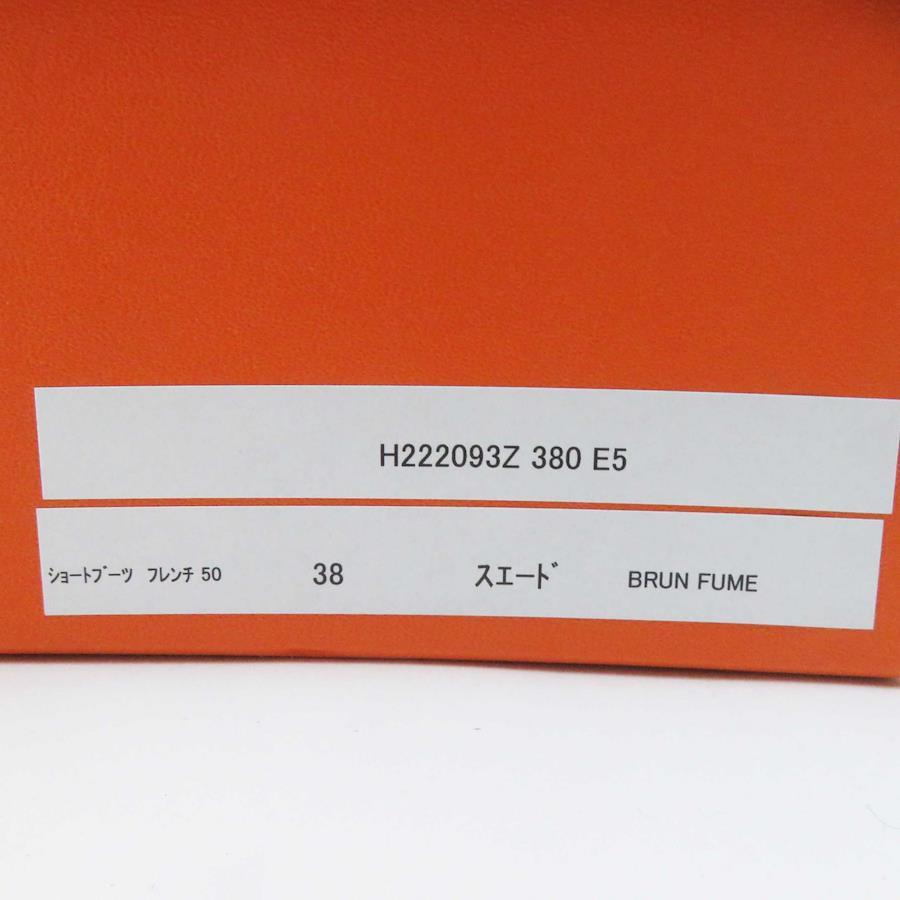 H222093Z 380 E5
ｼｮｰﾄﾌﾞｰﾂ ﾌﾚﾝﾁ 50 38 ｽｴｰﾄﾞ BRUN FUME